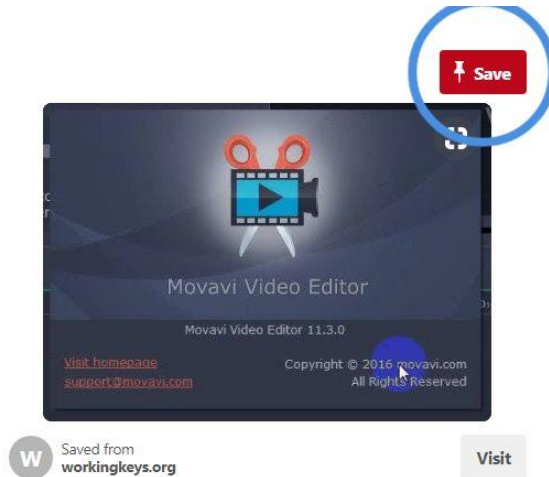 Save
Movavi Video Editor
Movavi Video Editor 11.3.0
Visit homepage
support@movavi.com
Copyright © 2016 movavi.com
All Rights Reserved
W
Saved from
workingkeys.org
Visit